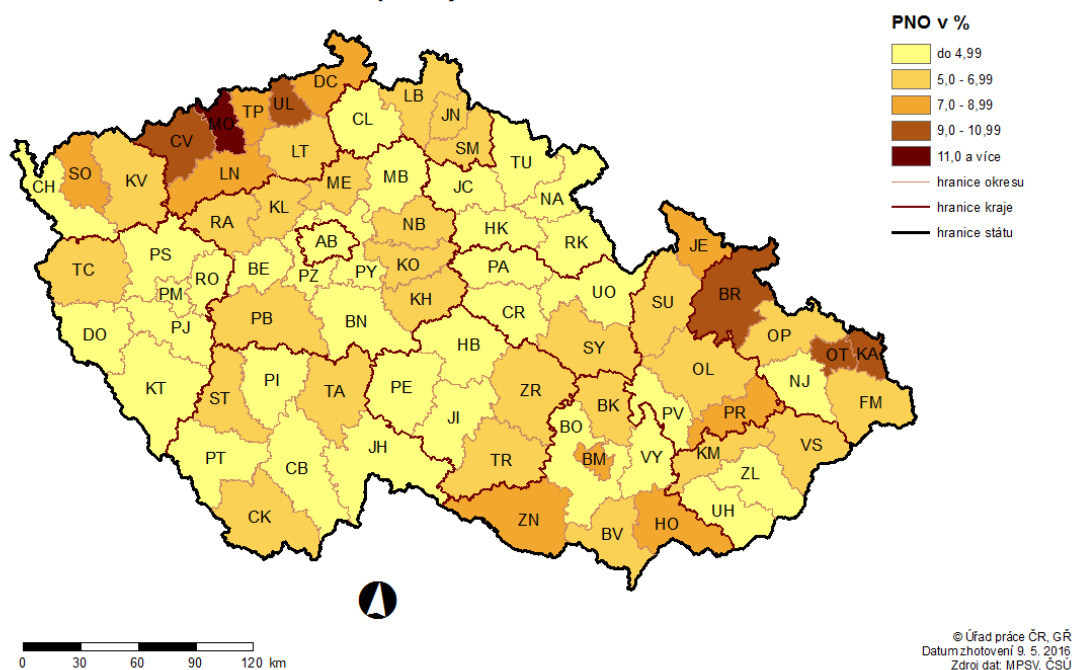 PNO v %
do 4,99
5,0 - 6,99
7,0 - 8,99
9,0 - 10,99
11,0 a více
hranice okresu
hranice kraje
hranice státu
DC
UL
TP
MO
LB
JN
CL
CV
LT
SM
TU
SO
CH
KV
LN
ME
MB
JC
NA
RA
KL
NB
HK
AB
RK
JE
TC
PS
RO
BE
PZ
PY
KO
PA
PM
KH
UO
SU
BR
DO
PJ
PB
BN
CR
OP
HB
SY
OT
KA
KT
PI
TA
PE
OL
NJ
ST
ZR
BK
PV
PR
FM
JI
BO
PT
CB
JH
TR
BM
VY
KM
VS
ZL
CK
ZN
BV
HO
UH
0 30 60 90 120 km
© Úřad práce ČR, GŘ
Datum zhotovení 9. 5. 2016
Zdroj dat: MPSV, ČSÚ